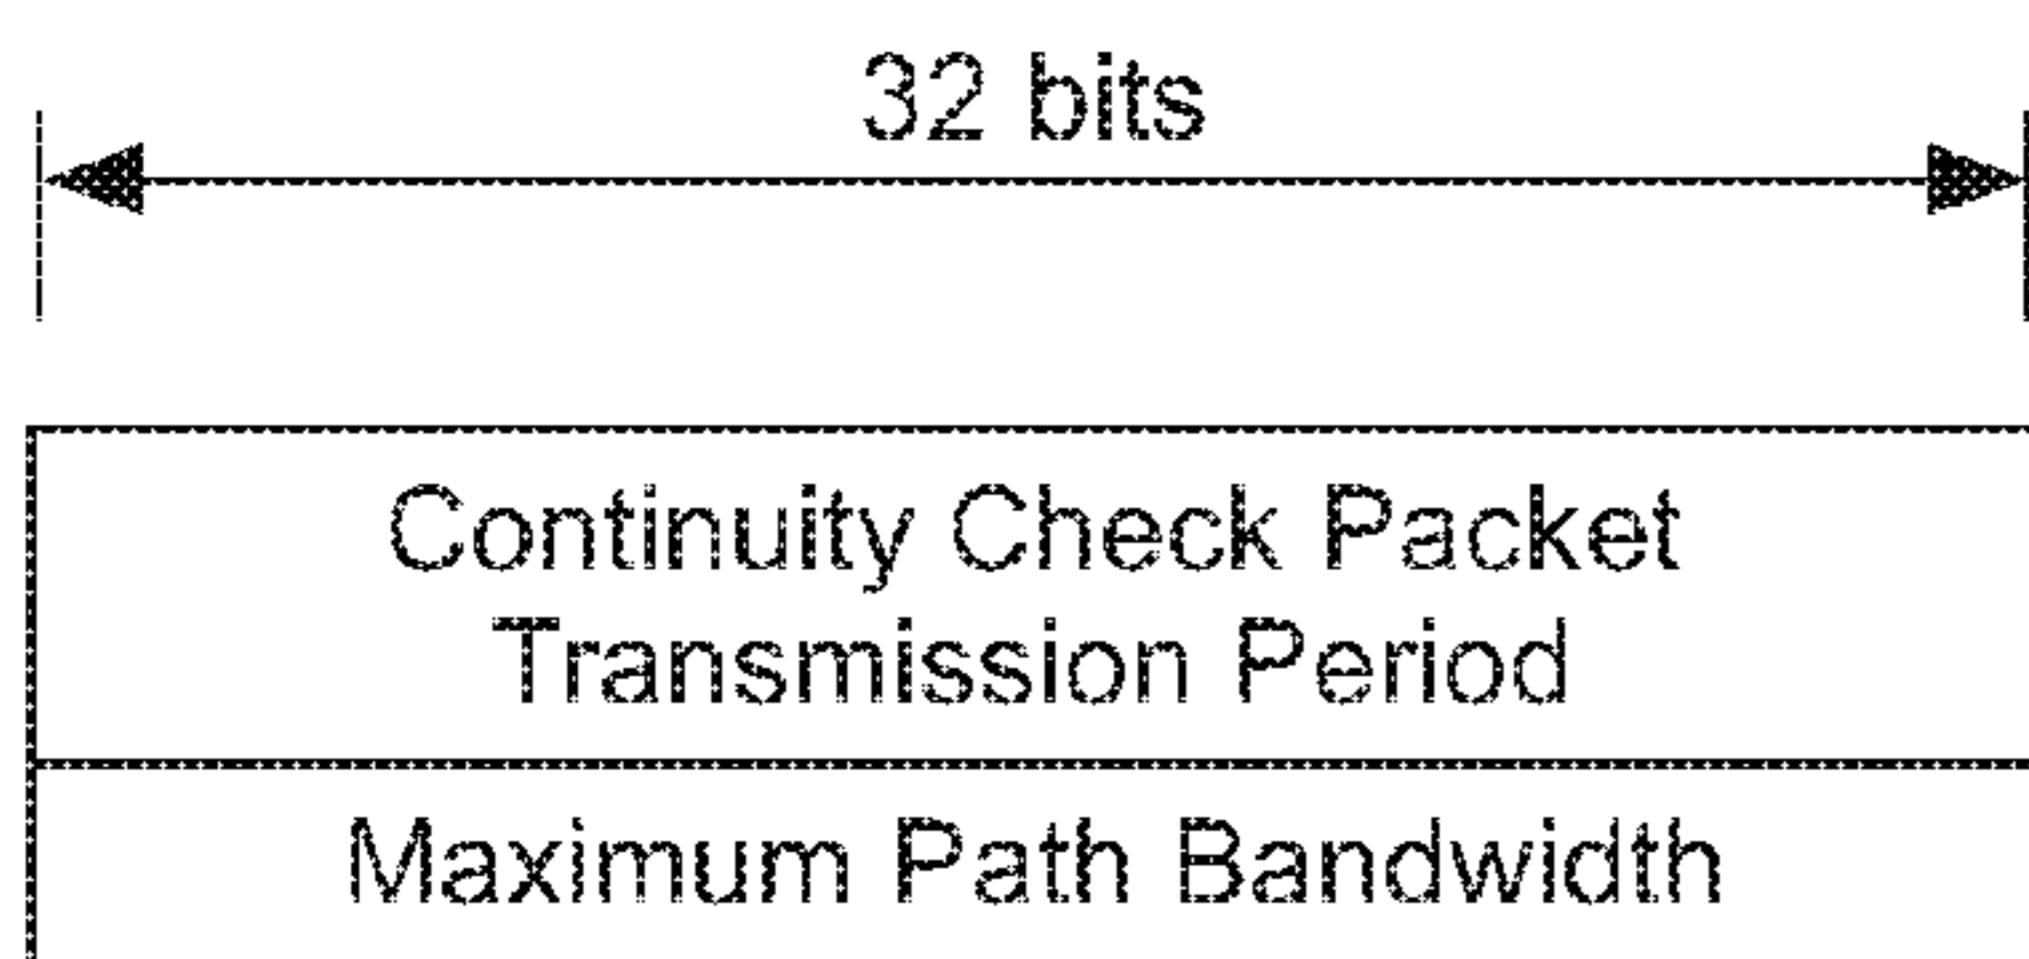 32 bits
Continuity Check Packet
Transmission Period
Maximum Path Bandwidth